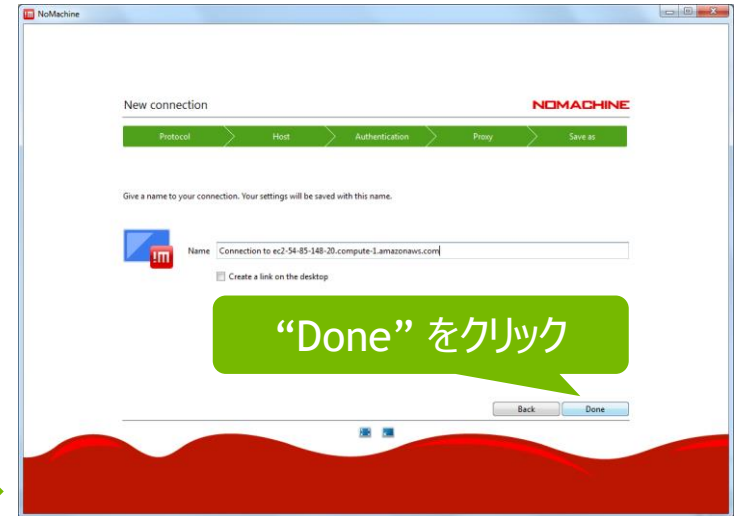 NoMachine
New connection
NOMACHINE
Protocol
Host
Authentication
Proxy
Save as
Give a name to your connection. Your settings will be saved with this name.
!m
Name
Connection to ec2-54-85-148-20.compute-1.amazonaws.com
Create a link on the desktop
“Done” をクリック
Back
Done